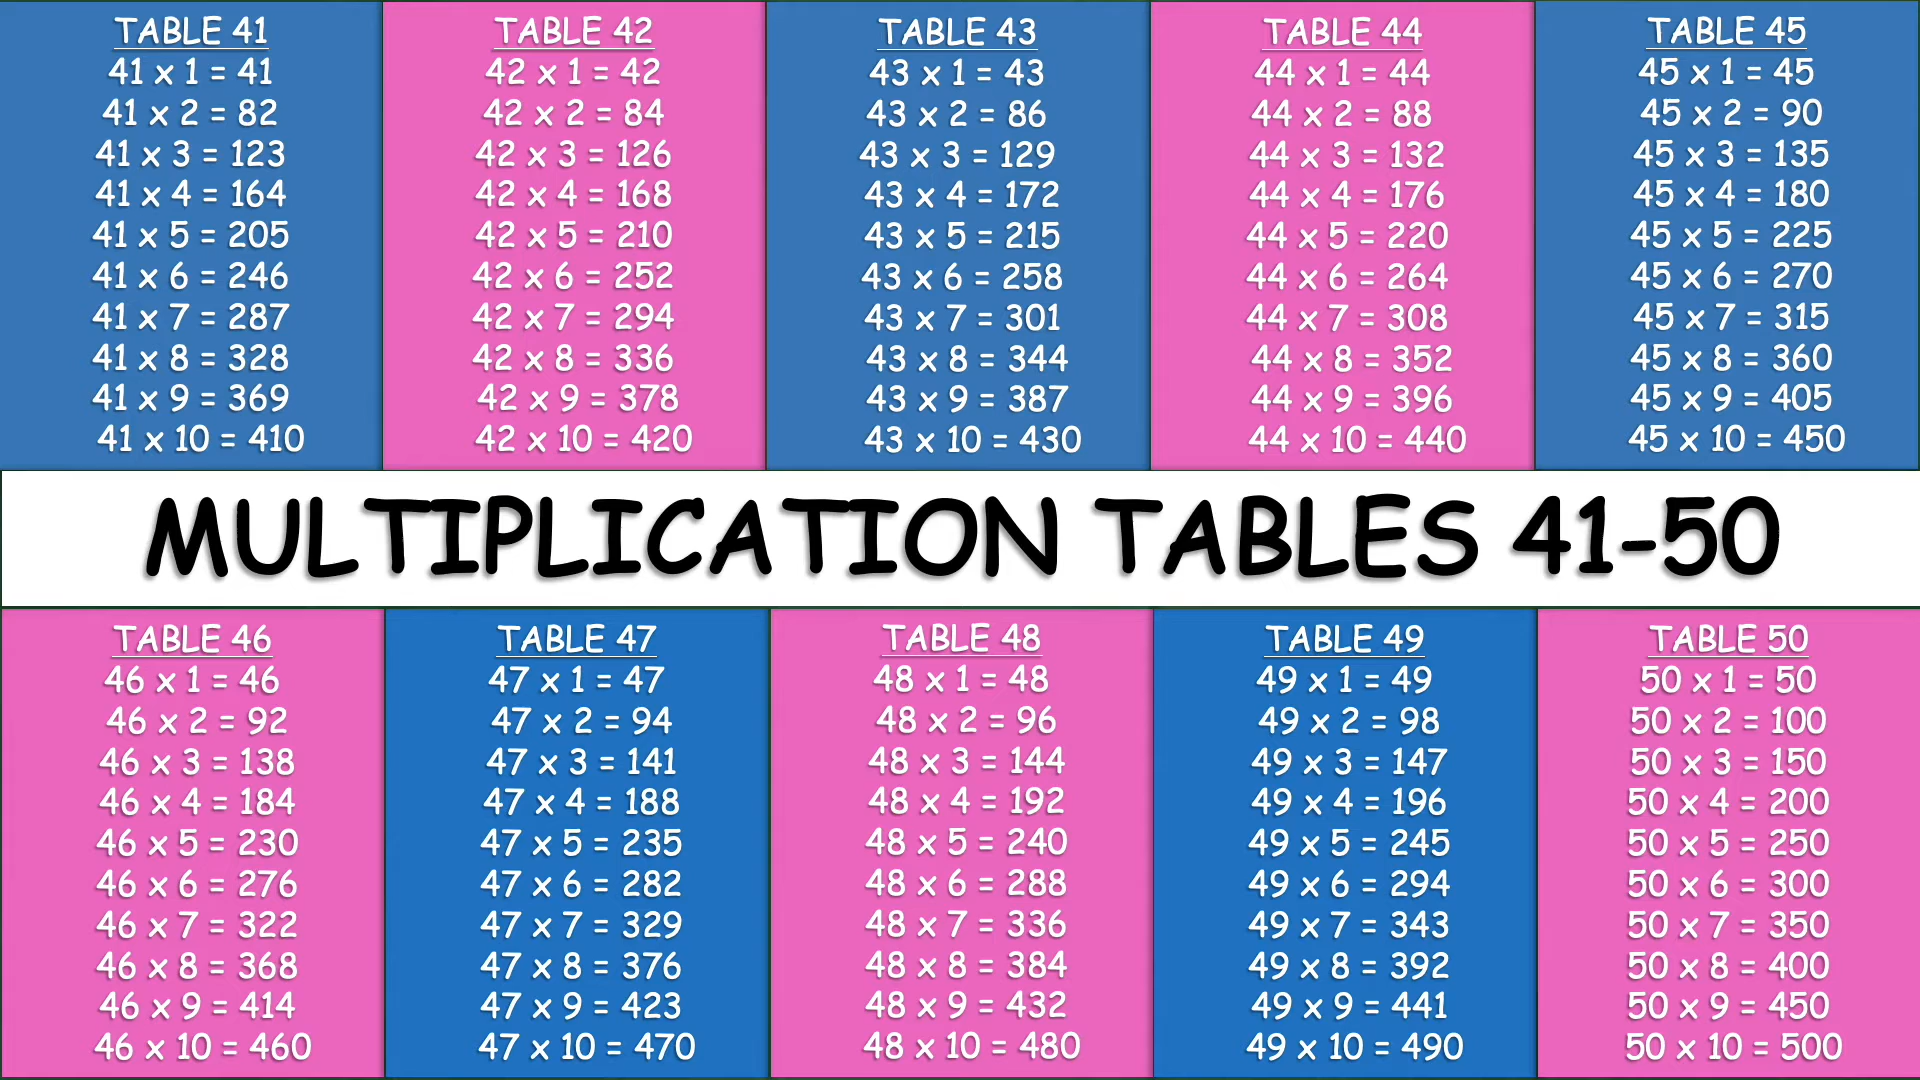 TABLE 41
41 x 1 = 41
41 x 2 = 82
41 x 3 = 123
41 x 4 = 164
41 x 5 = 205
41 x 6 = 246
41 x 7 = 287
41 x 8 = 328
41 x 9 = 369
41 x 10 = 410
TABLE 42
42 x 1 = 42
42 x 2 = 84
42 x 3 = 126
42 x 4 = 168
42 x 5 = 210
42 x 6 = 252
42 x 7 = 294
42 x 8 = 336
42 x 9 = 378
42 x 10 = 420
TABLE 43
43 x 1 = 43
43 x 2 = 86
43 x 3 = 129
43 x 4 = 172
43 x 5 = 215
43 x 6 = 258
43 x 7 = 301
43 x 8 = 344
43 x 9 = 387
43 x 10 = 430
TABLE 44
44 x 1 = 44
44 x 2 = 88
44 x 3 = 132
44 x 4 = 176
44 x 5 = 220
44 x 6 = 264
44 x 7 = 308
44 x 8 = 352
44 x 9 = 396
44 x 10 = 440
TABLE 45
45 x 1 = 45
45 x 2 = 90
45 x 3 = 135
45 x 4 = 180
45 x 5 = 225
45 x 6 = 270
45 x 7 = 315
45 x 8 = 360
45 x 9 = 405
45 x 10 = 450
MULTIPLICATION TABLES 41-50
TABLE 46
46 x 1 = 46
46 x 2 = 92
46 x 3 = 138
46 x 4 = 184
46 x 5 = 230
46 x 6 = 276
46 x 7 = 322
46 x 8 = 368
46 x 9 = 414
46 x 10 = 460
TABLE 47
47 x 1 = 47
47 x 2 = 94
47 x 3 = 141
47 x 4 = 188
47 x 5 = 235
47 x 6 = 282
47 x 7 = 329
47 x 8 = 376
47 x 9 = 423
47 x 10 = 470
TABLE 48
48 x 1 = 48
48 x 2 = 96
48 x 3 = 144
48 x 4 = 192
48 x 5 = 240
48 x 6 = 288
48 x 7 = 336
48 x 8 = 384
48 x 9 = 432
48 x 10 = 480
TABLE 49
49 x 1 = 49
49 x 2 = 98
49 x 3 = 147
49 x 4 = 196
49 x 5 = 245
49 x 6 = 294
49 x 7 = 343
49 x 8 = 392
49 x 9 = 441
49 x 10 = 490
TABLE 50
50 x 1 = 50
50 x 2 = 100
50 x 3 = 150
50 x 4 = 200
50 x 5 = 250
50 x 6 = 300
50 x 7 = 350
50 x 8 = 400
50 x 9 = 450
50 x 10 = 500